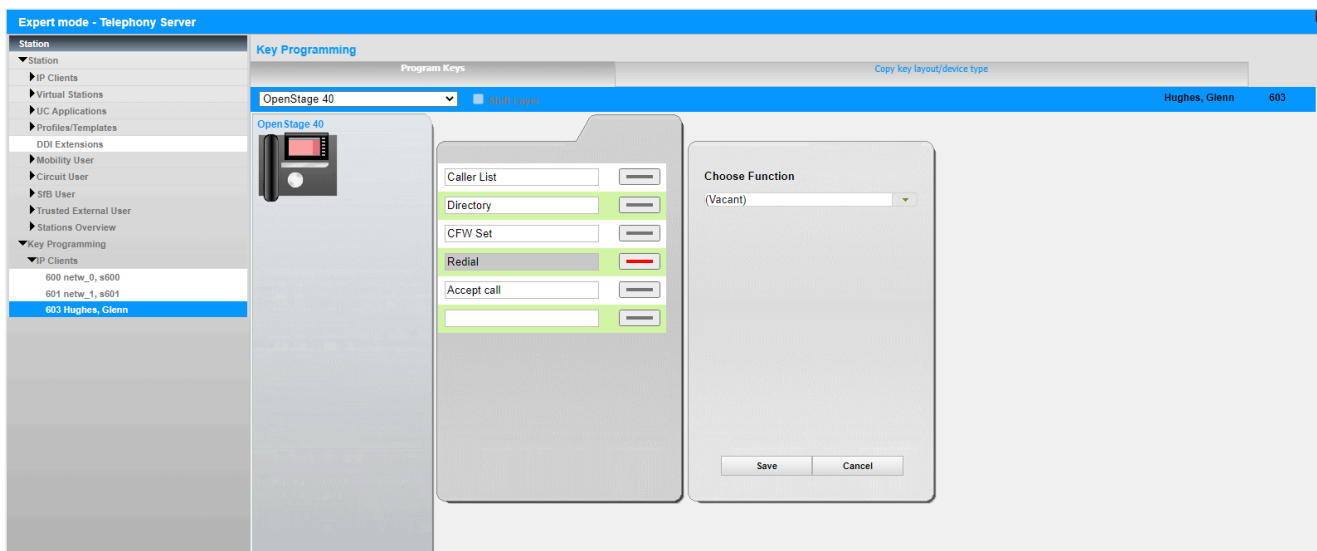 Expert mode - Telephony Server
Station
Station
IP Clients
Virtual Stations
UC Applications
Profiles/Templates
DDI Extensions
Mobility User
Circuit User
SfB User
Trusted External User
Stations Overview
Key Programming
IP Clients
600 netw_0, s600
601 netw_1, s601
603 Hughes, Glenn
Key Programming
Program Keys
Copy key layout/device type
OpenStage 40
Shift Layer
Hughes, Glenn 603
OpenStage 40
Caller List
Directory
CFW Set
Redial
Accept call
Choose Function
(Vacant)
Save Cancel